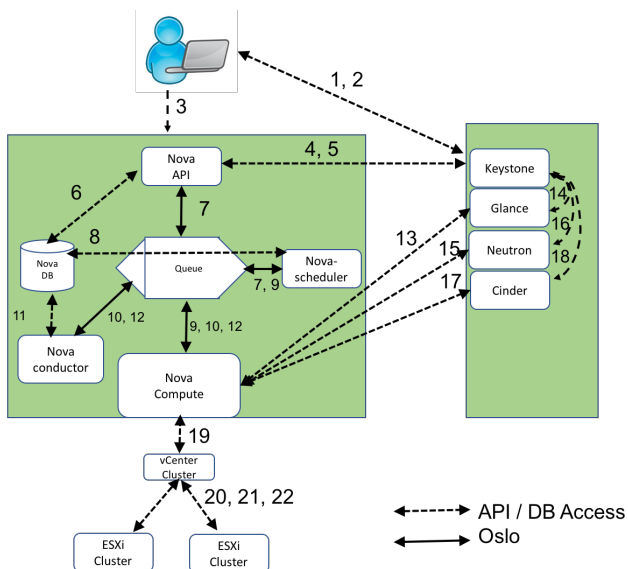 1, 2
3
Nova
API
4, 5
Keystone
14
6
7
Glance
16
8
13
15
Neutron
18
Nova
DB
Queue
Nova-
scheduler
7, 9
17
Cinder
11
10, 12
9, 10, 12
Nova
conductor
Nova
Compute
19
vCenter
Cluster
20, 21, 22
API / DB Access
Oslo
ESXi
Cluster
ESXi
Cluster